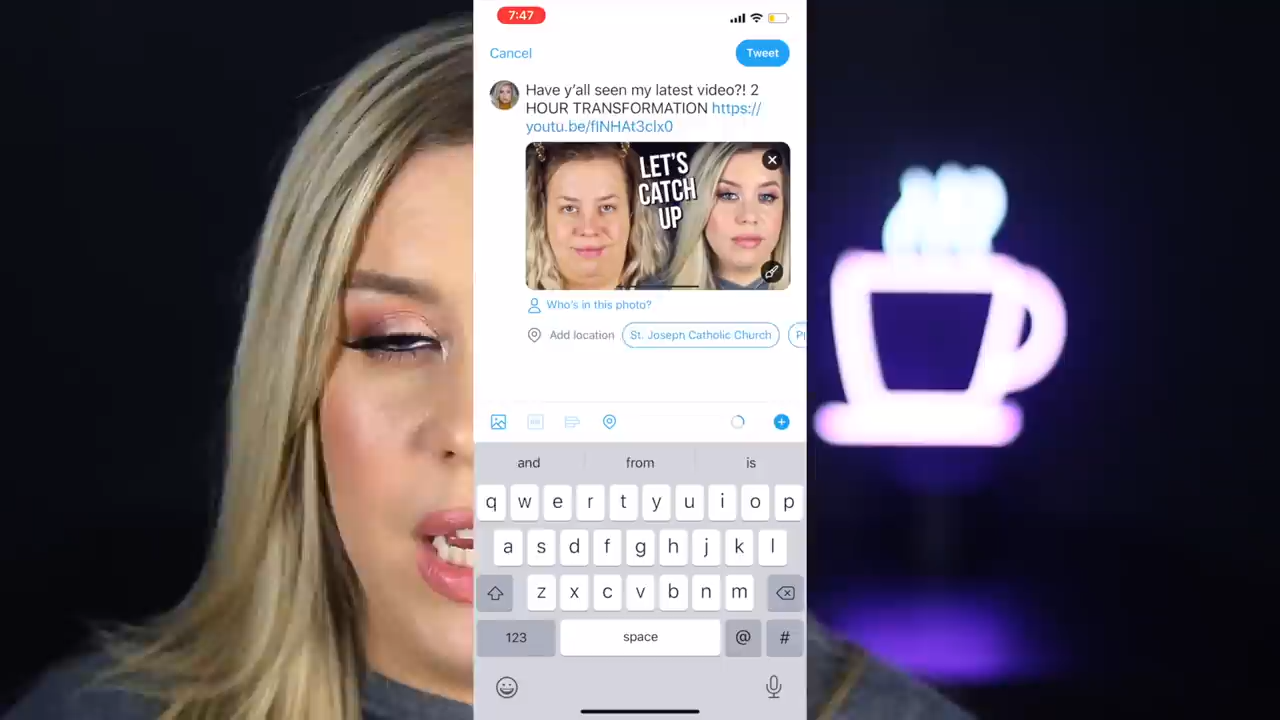 7:47
Cancel
Tweet
Have y'all seen my latest video?! 2
HOUR TRANSFORMATION https://
youtu.be/fINHAt3clx0
LET'S
CATCH
UP
Who's in this photo?
Add location
St. Joseph Catholic Church
Pl
and from is
q w e r t y u i o p
a s d f g h j k l
z x c v b n m
123 space @ #